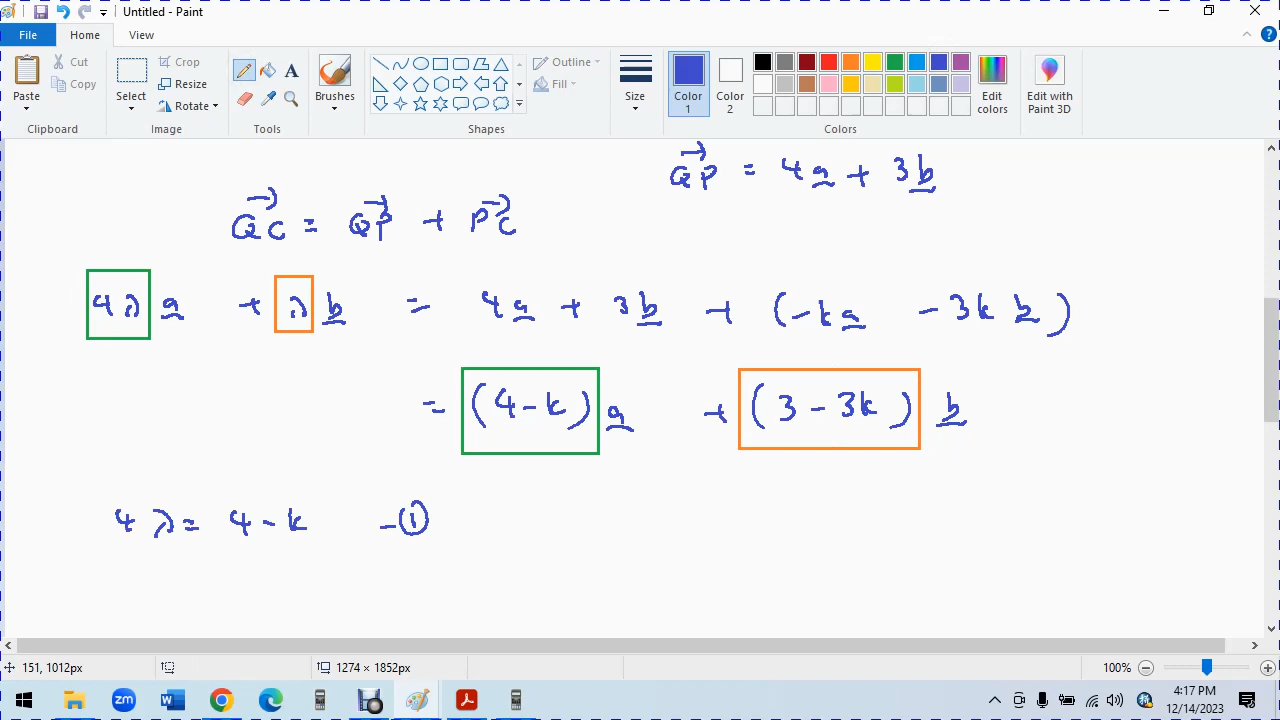 Untitled - Paint
File Home View
Paste Cut Copy
Select Crop Resize Rotate
Brushes
Outline Fill
Size
Color 1 Color 2
Edit colors
Edit with Paint 3D
Clipboard Image Tools Shapes Colors
QP→ = 4a + 3b
QC→ = QP→ + PC→
4λa + λb = 4a + 3b + (-ka - 3kb)
= (4-k)a + (3-3k)b
4λ = 4-k -①
151, 1012px 1274 × 1852px 100%
4:17 PM
12/14/2023